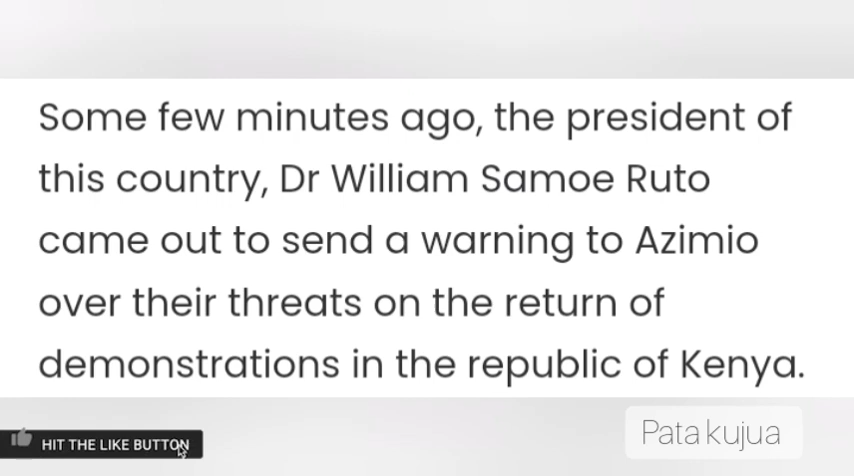 Some few minutes ago, the president of
this country, Dr William Samoe Ruto
came out to send a warning to Azimio
over their threats on the return of
demonstrations in the republic of Kenya.
HIT THE LIKE BUTTON
Pata kujua